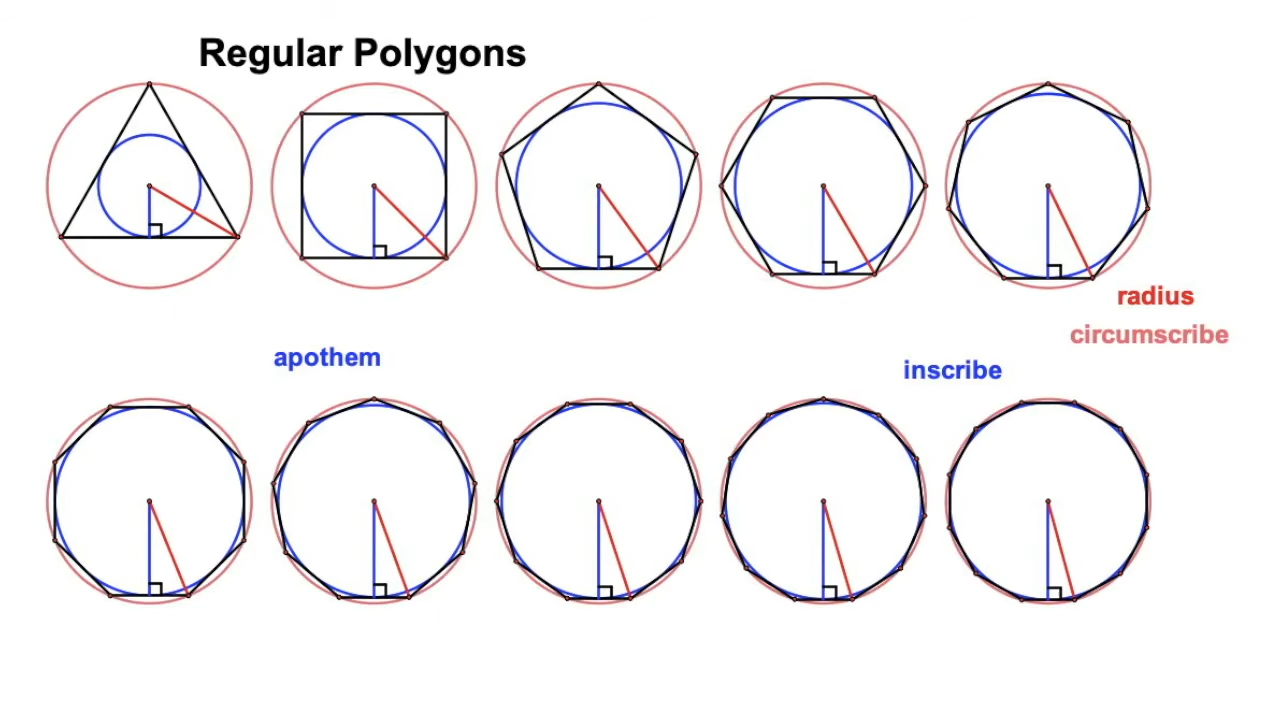 Regular Polygons
radius
circumscribe
apothem
inscribe